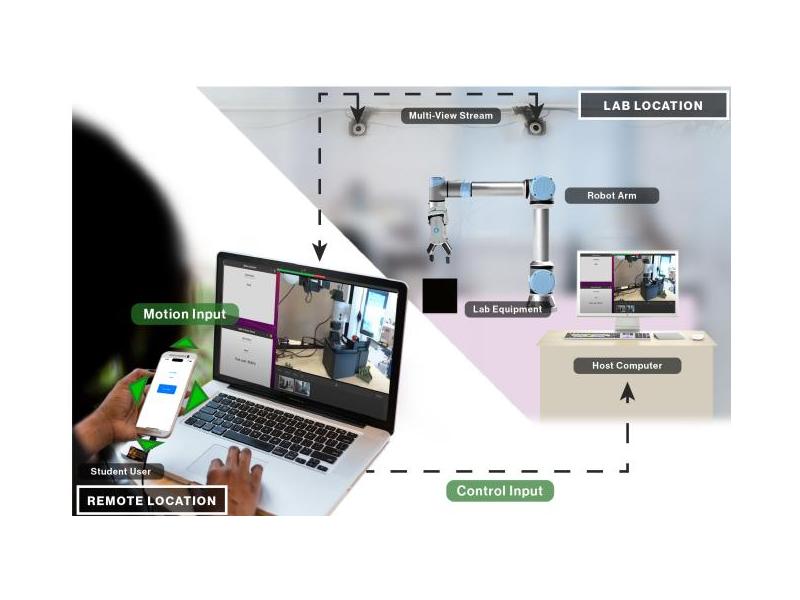 LAB LOCATION
Multi-View Stream
Robot Arm
Motion Input
Lab Equipment
Host Computer
Student User
REMOTE LOCATION
Control Input